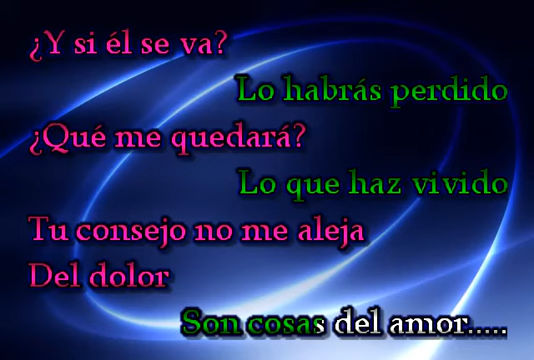 ¿Y si él se va?
Lo habrás perdido
¿Qué me quedará?
Lo que haz vivido
Tu consejo no me aleja
Del dolor
Son cosas del amor.....